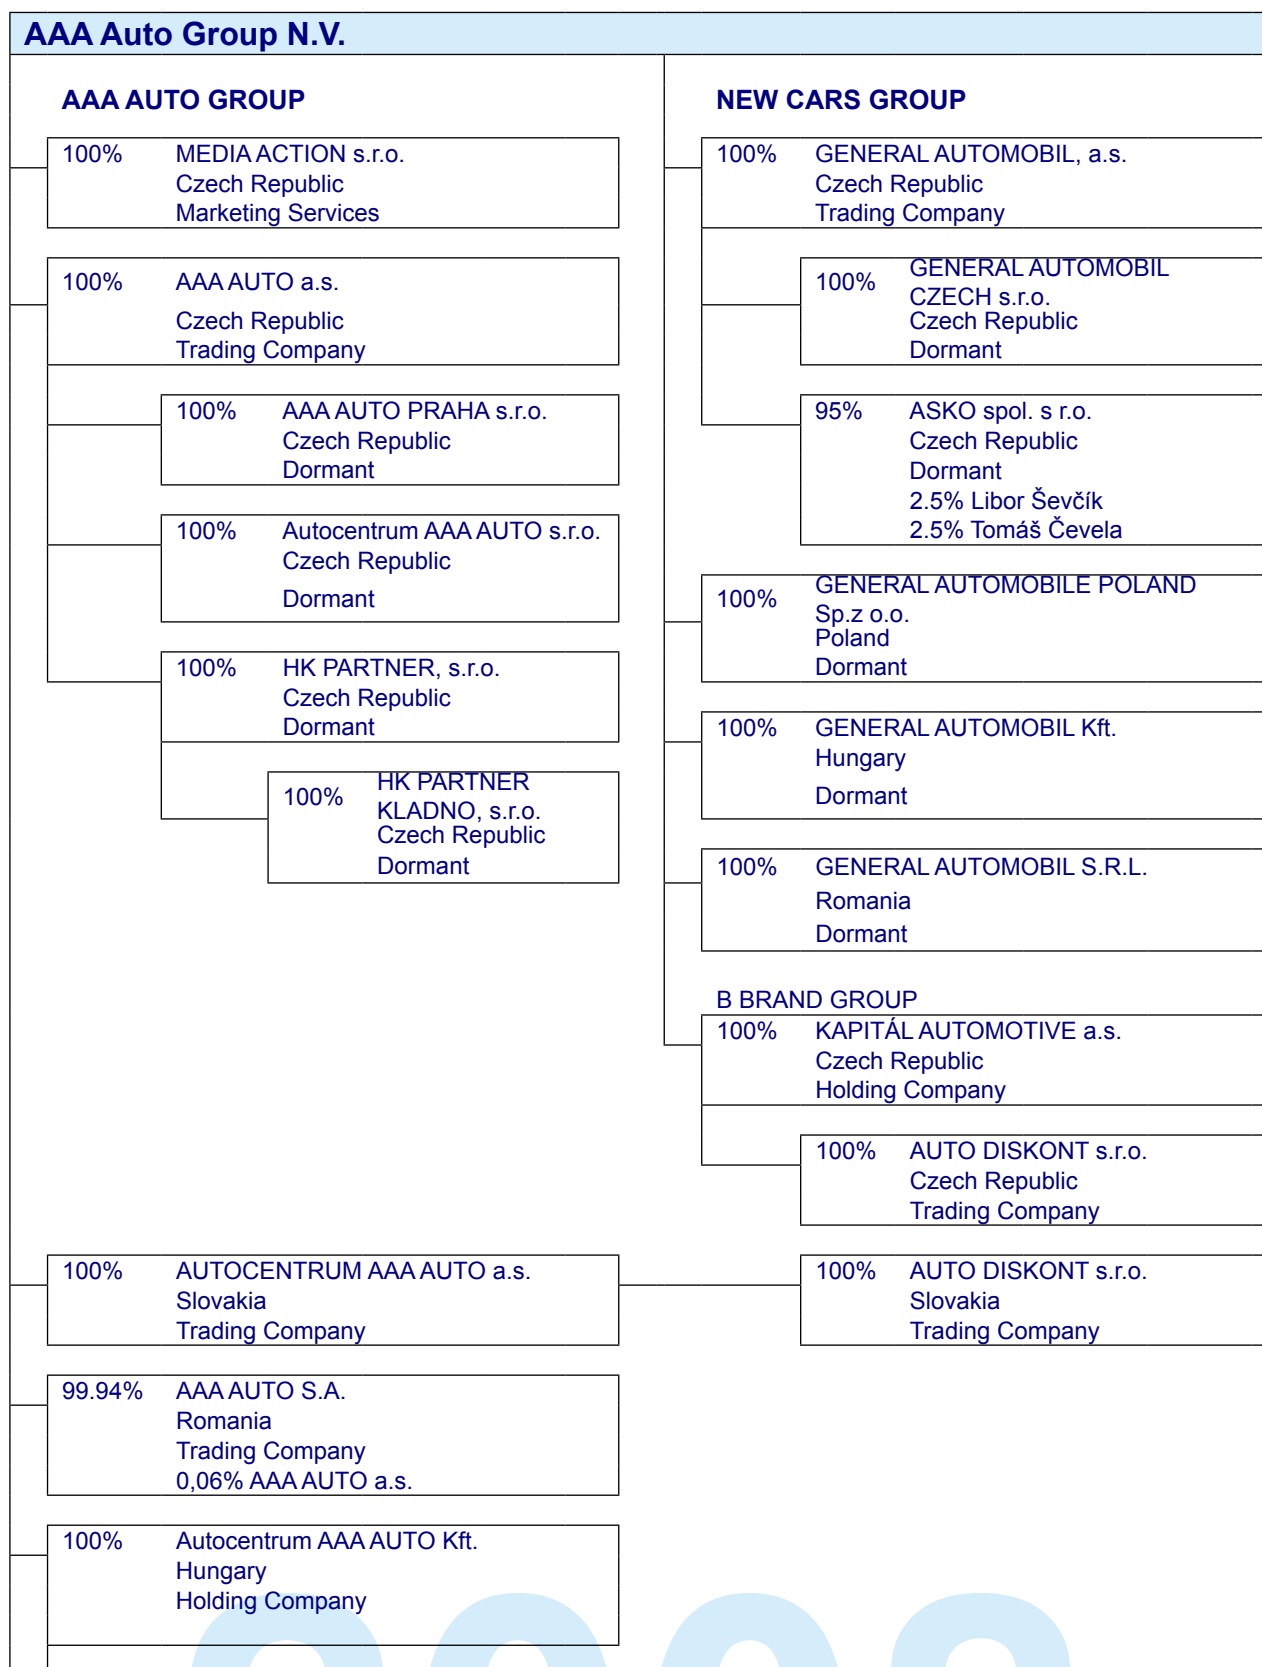 AAA Auto Group N.V.
AAA AUTO GROUP
100% MEDIA ACTION s.r.o.
Czech Republic
Marketing Services
100% AAA AUTO a.s.
Czech Republic
Trading Company
100% AAA AUTO PRAHA s.r.o.
Czech Republic
Dormant
100% Autocentrum AAA AUTO s.r.o.
Czech Republic
Dormant
100% HK PARTNER, s.r.o.
Czech Republic
Dormant
100% HK PARTNER
KLADNO, s.r.o.
Czech Republic
Dormant
NEW CARS GROUP
100% GENERAL AUTOMOBIL, a.s.
Czech Republic
Trading Company
100% GENERAL AUTOMOBIL
CZECH s.r.o.
Czech Republic
Dormant
95% ASKO spol. s r.o.
Czech Republic
Dormant
2.5% Libor Ševčík
2.5% Tomáš Čevela
100% GENERAL AUTOMOBILE POLAND
Sp.z o.o.
Poland
Dormant
100% GENERAL AUTOMOBIL Kft.
Hungary
Dormant
100% GENERAL AUTOMOBIL S.R.L.
Romania
Dormant
B BRAND GROUP
100% KAPITÁL AUTOMOTIVE a.s.
Czech Republic
Holding Company
100% AUTO DISKONT s.r.o.
Czech Republic
Trading Company
100% AUTOCENTRUM AAA AUTO a.s.
Slovakia
Trading Company
100% AUTO DISKONT s.r.o.
Slovakia
Trading Company
99.94% AAA AUTO S.A.
Romania
Trading Company
0,06% AAA AUTO a.s.
100% Autocentrum AAA AUTO Kft.
Hungary
Holding Company